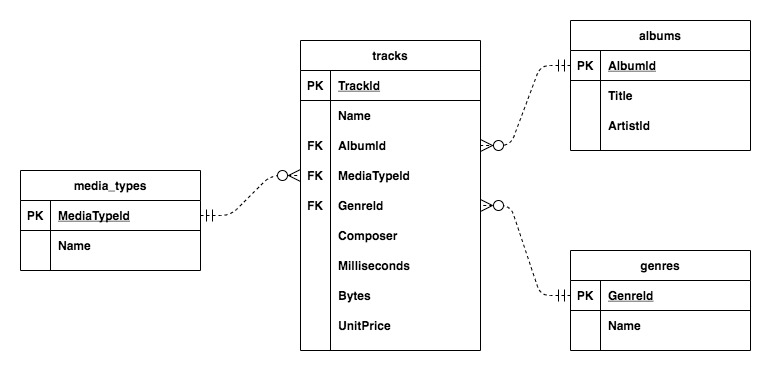 media_types
PK MediaTypeId
Name
tracks
PK TrackId
Name
FK AlbumId
FK MediaTypeId
FK GenreId
Composer
Milliseconds
Bytes
UnitPrice
albums
PK AlbumId
Title
ArtistId
genres
PK GenreId
Name